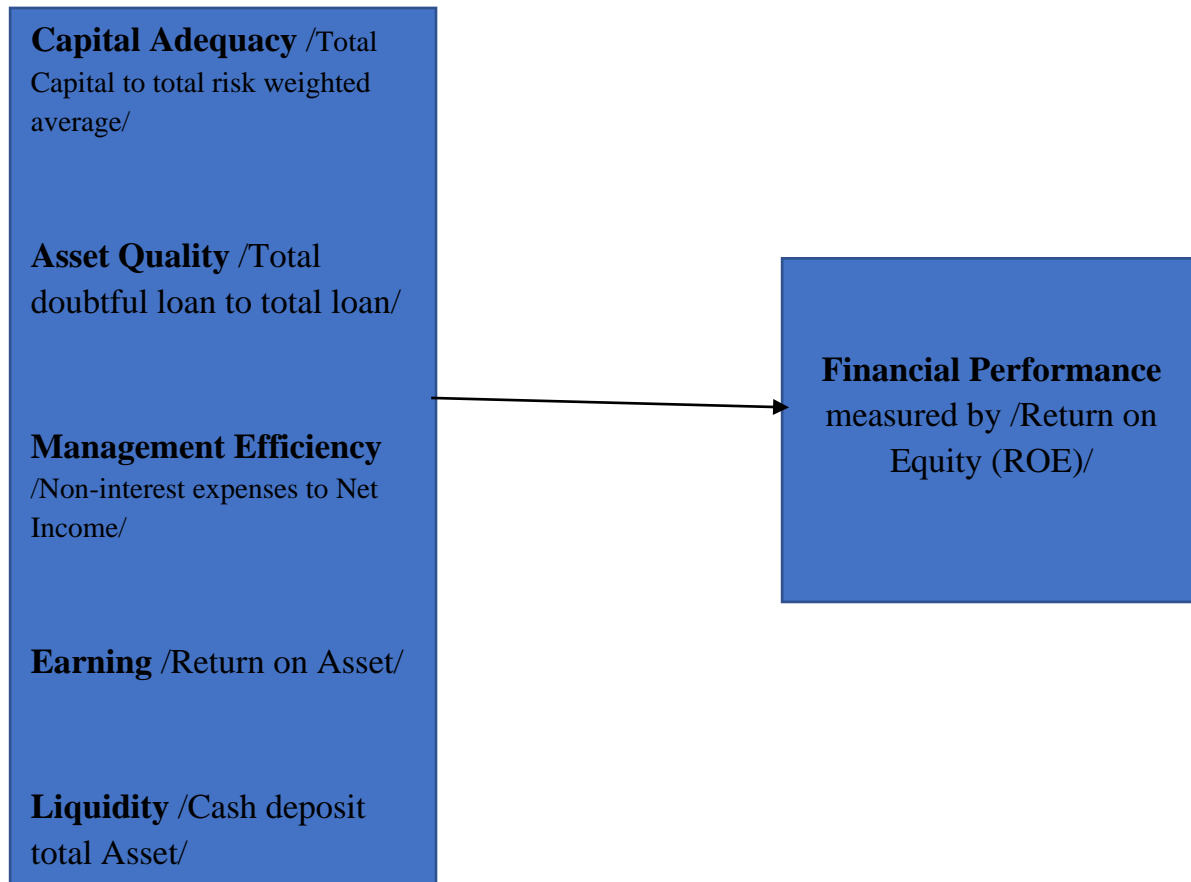 Capital Adequacy /Total
Capital to total risk weighted
average/
Asset Quality /Total
doubtful loan to total loan/
Management Efficiency
/Non-interest expenses to Net
Income/
Earning /Return on Asset/
Liquidity /Cash deposit
total Asset/
Financial Performance
measured by /Return on
Equity (ROE)/